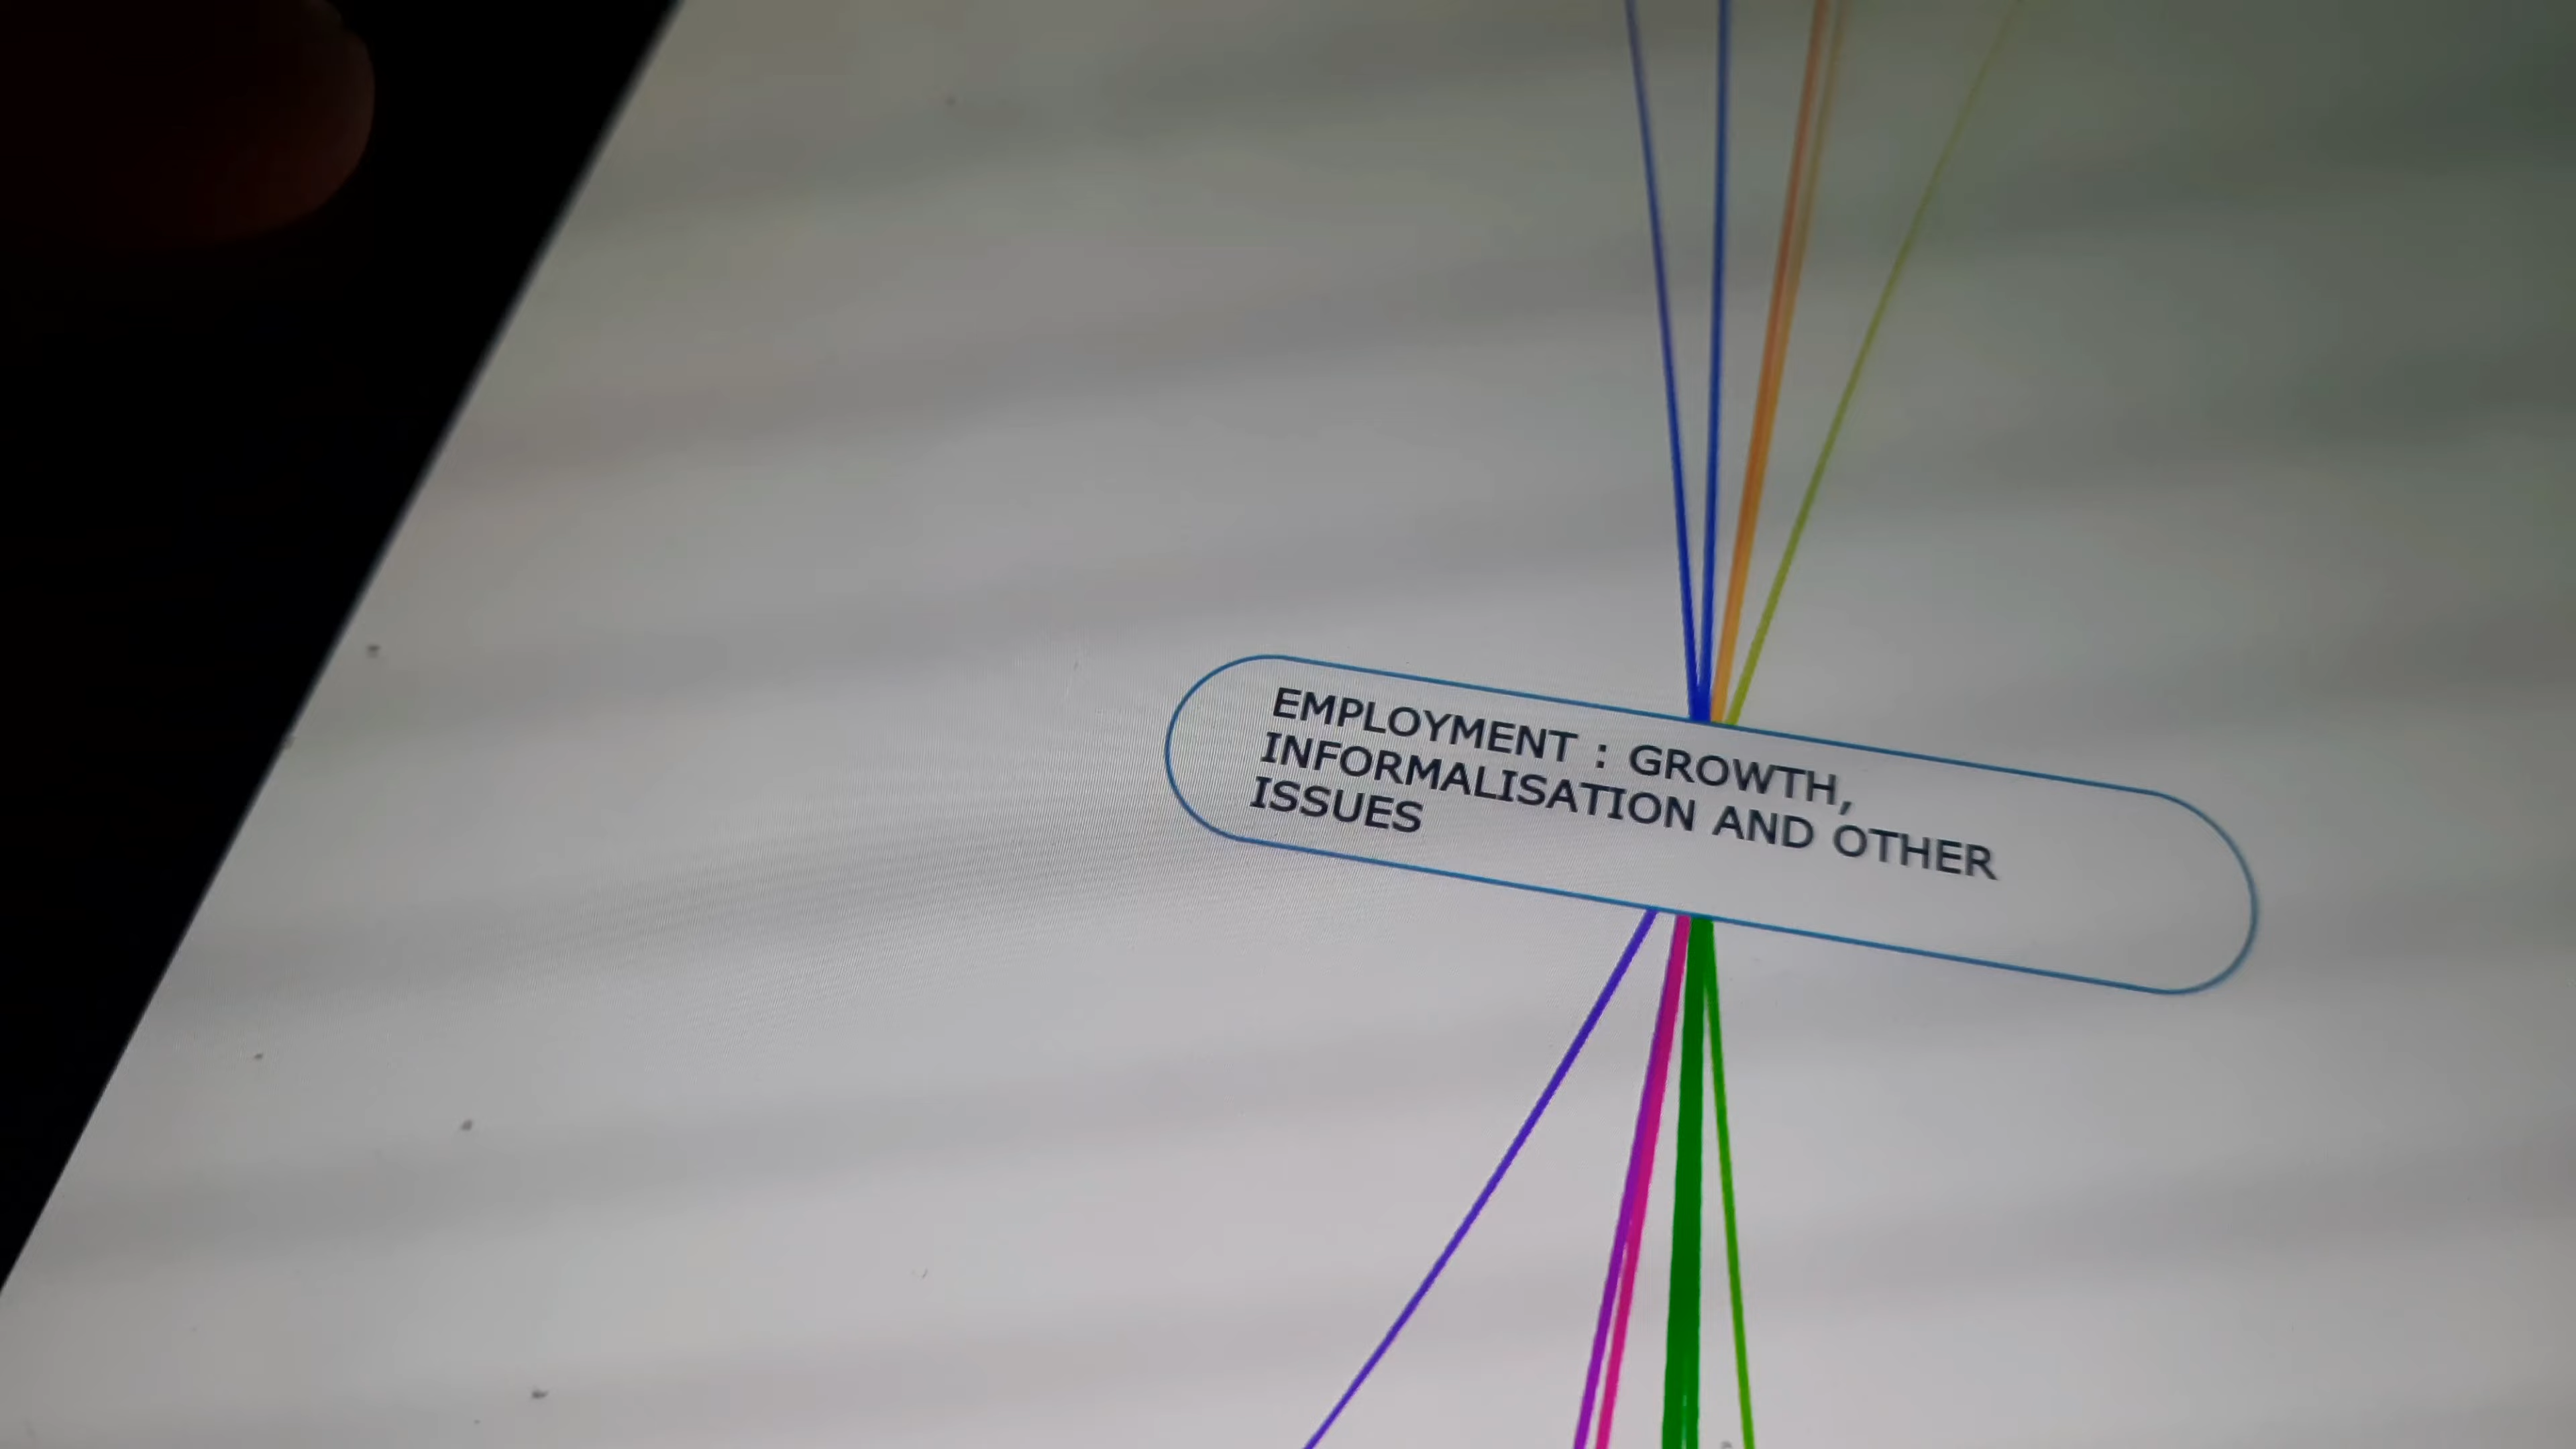 EMPLOYMENT : GROWTH,
INFORMALISATION AND OTHER
ISSUES